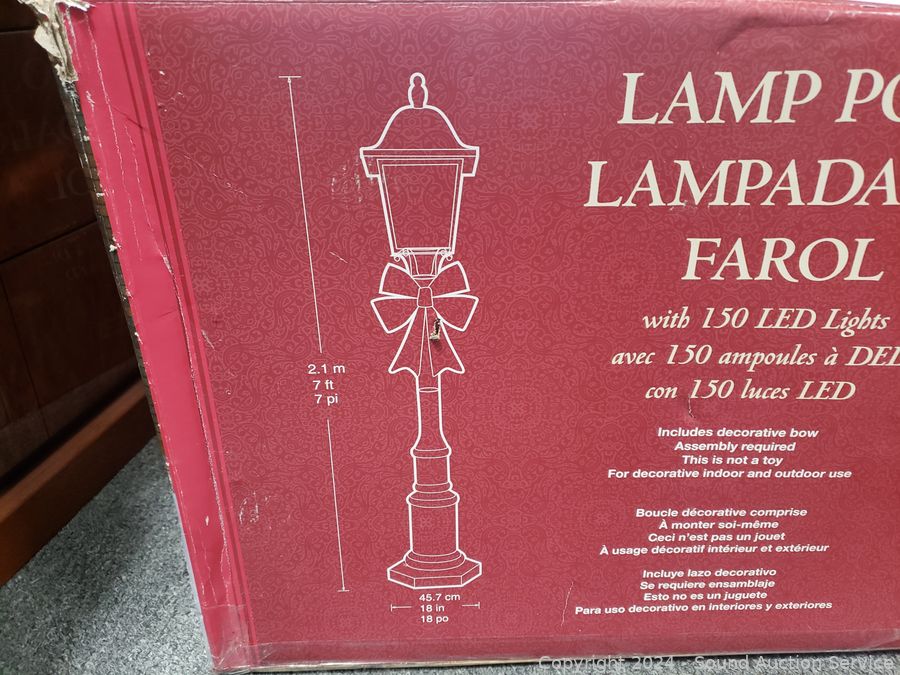 LAMP PO
LAMPADA
FAROL
with 150 LED Lights
avec 150 ampoules à DEL
con 150 luces LED
2.1 m
7 ft
7 pi
Includes decorative bow
Assembly required
This is not a toy
For decorative indoor and outdoor use
Boucle décorative comprise
À monter soi-même
Ceci n'est pas un jouet
À usage décoratif intérieur et extérieur
Incluye lazo decorativo
Se requiere ensamblaje
Esto no es un juguete
Para uso decorativo en interiores y exteriores
45.7 cm
18 in
18 po
Copyright 2024 - Sound Auction Service